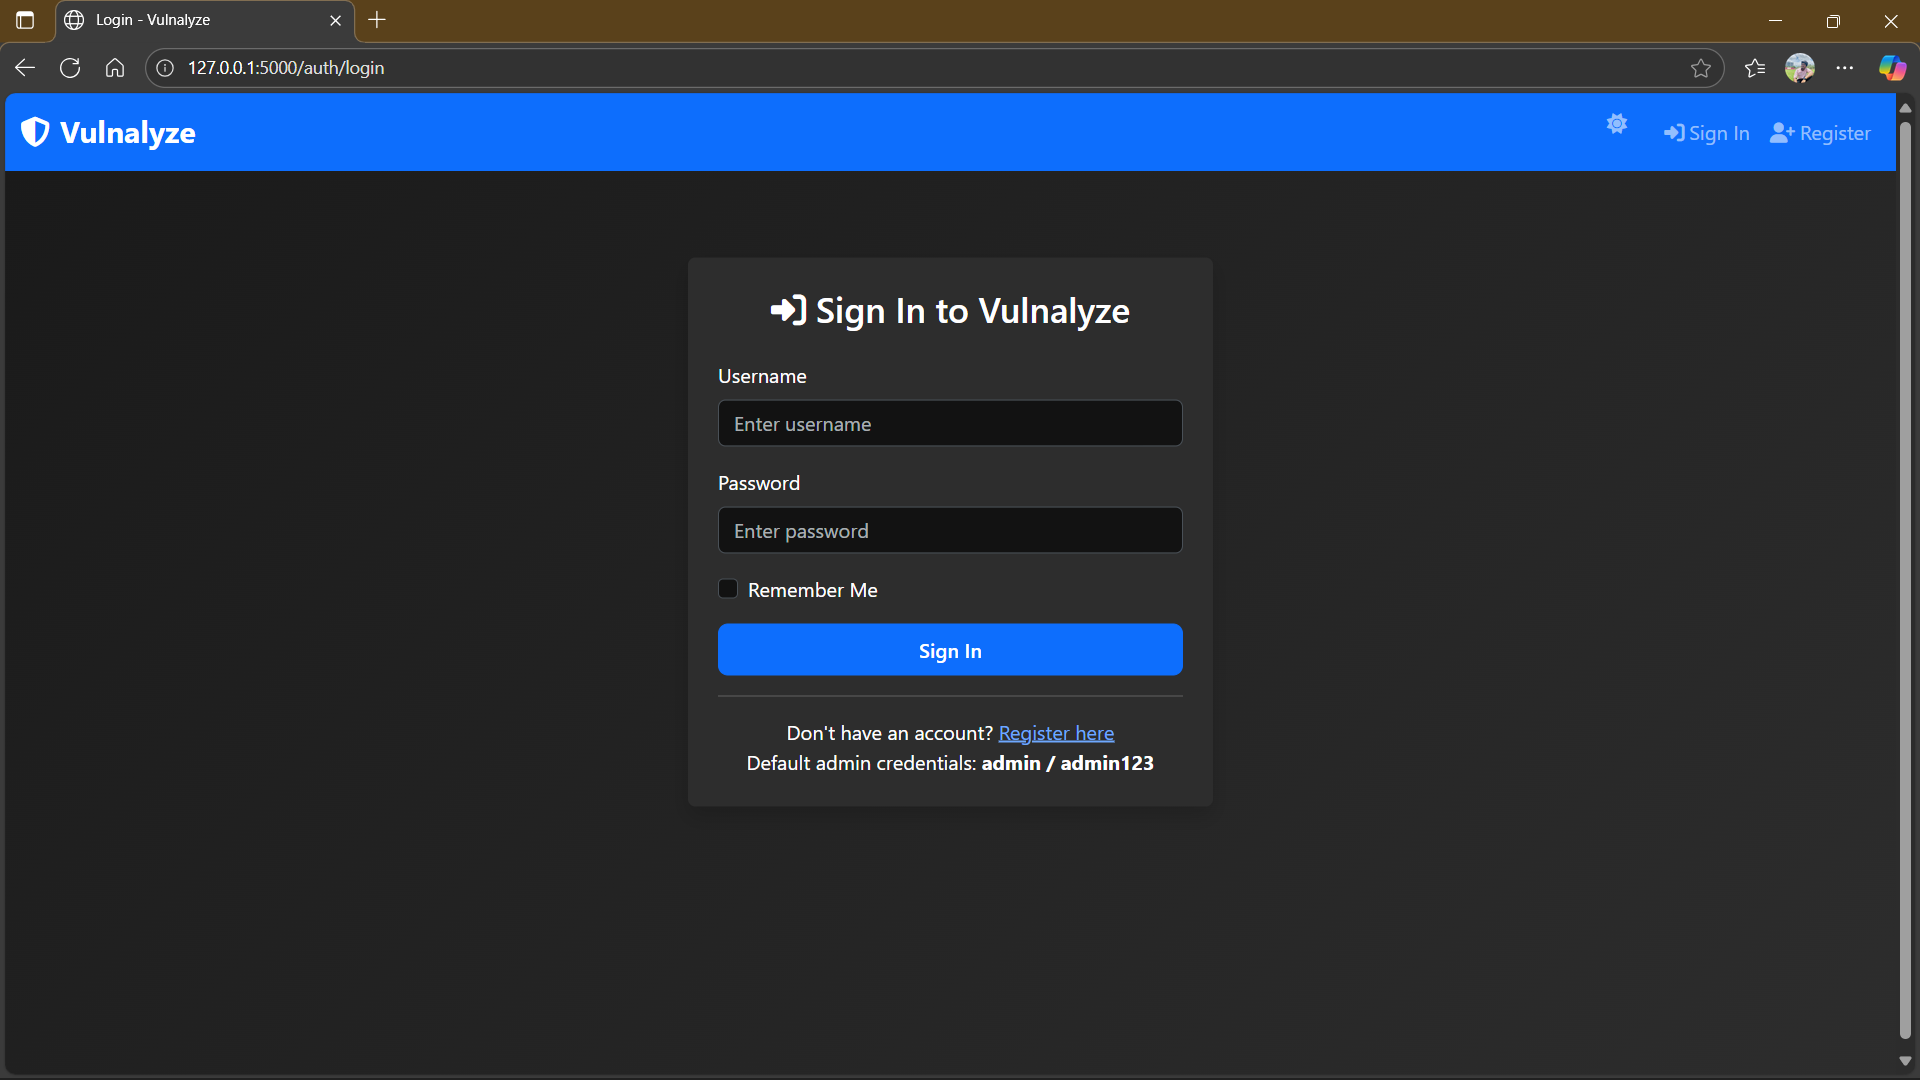 Login - Vulnalyze
127.0.0.1:5000/auth/login
Vulnalyze
Sign In
Register
Sign In to Vulnalyze
Username
Enter username
Password
Enter password
Remember Me
Sign In
Don't have an account? Register here
Default admin credentials: admin / admin123